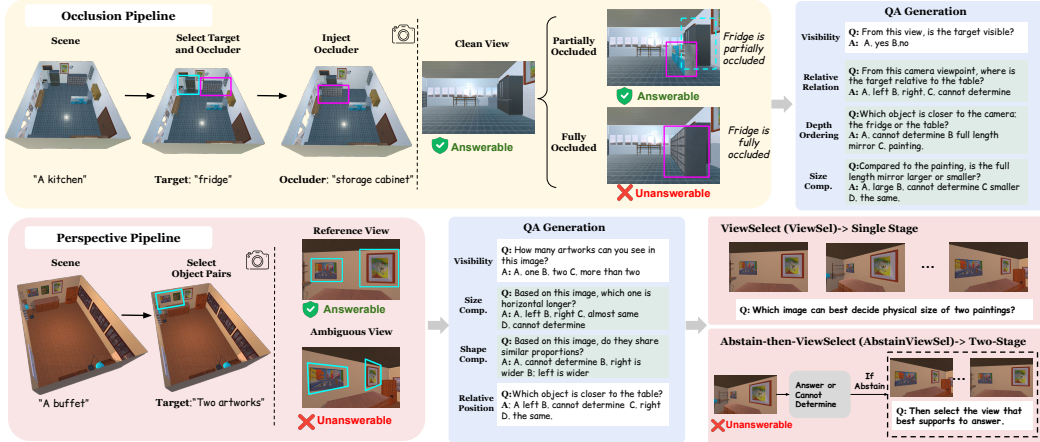 Occlusion Pipeline
Scene
Select Target
and Occluder
Inject
Occluder
"A kitchen"
Target: "fridge"
Occluder: "storage cabinet"
Clean View
Answerable
Partially
Occluded
Fully
Occluded
Answerable
Unanswerable
Fridge is
partially
occluded
Fridge is
fully
occluded
QA Generation
Visibility
Q: From this view, is the target visible?
A: A. yes B.no
Relative
Relation
Q: From this camera viewpoint, where is
the target relative to the table?
A: A. left B. right. C. cannot determine
Depth
Ordering
Q:Which object is closer to the camera:
the fridge or the table?
A: A. cannot determine B full length
mirror C. painting.
Size
Comp.
Q:Compared to the painting, is the full
length mirror larger or smaller?
A: A. large B. cannot determine C smaller
D. the same.
Perspective Pipeline
Scene
Select
Object Pairs
"A buffet"
Target:"Two artworks"
Reference View
Answerable
Ambiguous View
Unanswerable
QA Generation
Visibility
Q: How many artworks can you see in
this image?
A: A. one B. two C. more than two
Size
Comp.
Q: Based on this image, which one is
horizontal longer?
A: A. left B. right C. almost same
D. cannot determine
Shape
Comp.
Q: Based on this image, do they share
similar proportions?
A: A. cannot determine B. right is
wider B; left is wider
Relative
Position
Q:Which object is closer to the table?
A: A left B. cannot determine C. right
D. the same.
ViewSelect (ViewSel)-> Single Stage
...
Q: Which image can best decide physical size of two paintings?
Abstain-then-ViewSelect (AbstainViewSel)-> Two-Stage
Unanswerable
Answer or
Cannot
Determine
If
Abstain
...
Q: Then select the view that
best supports to answer.